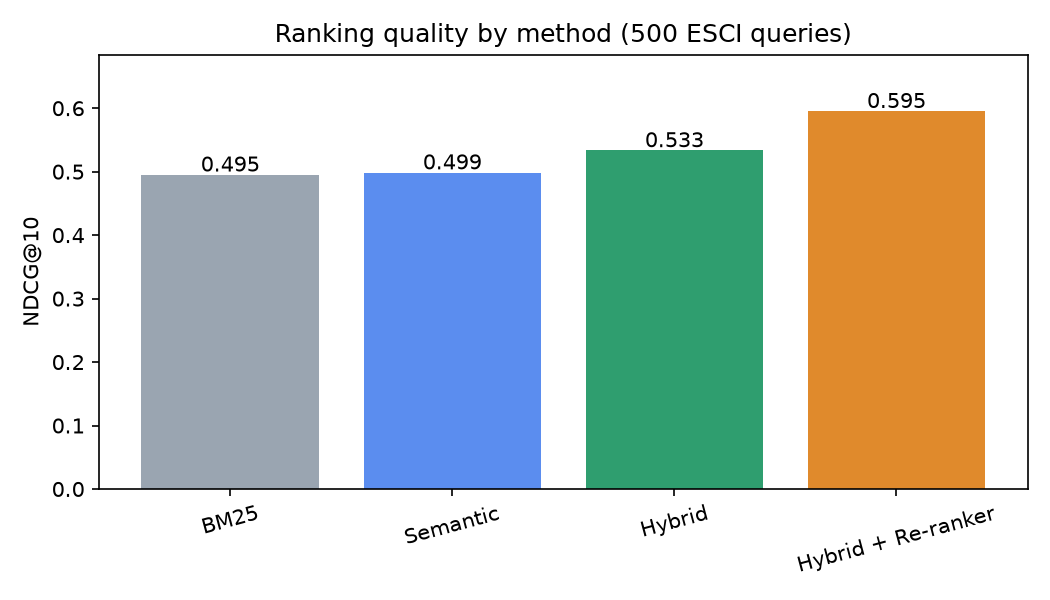 Ranking quality by method (500 ESCI queries)
NDCG@10
0.6
0.5
0.4
0.3
0.2
0.1
0.0
0.495
0.499
0.533
0.595
BM25
Semantic
Hybrid
Hybrid + Re-ranker